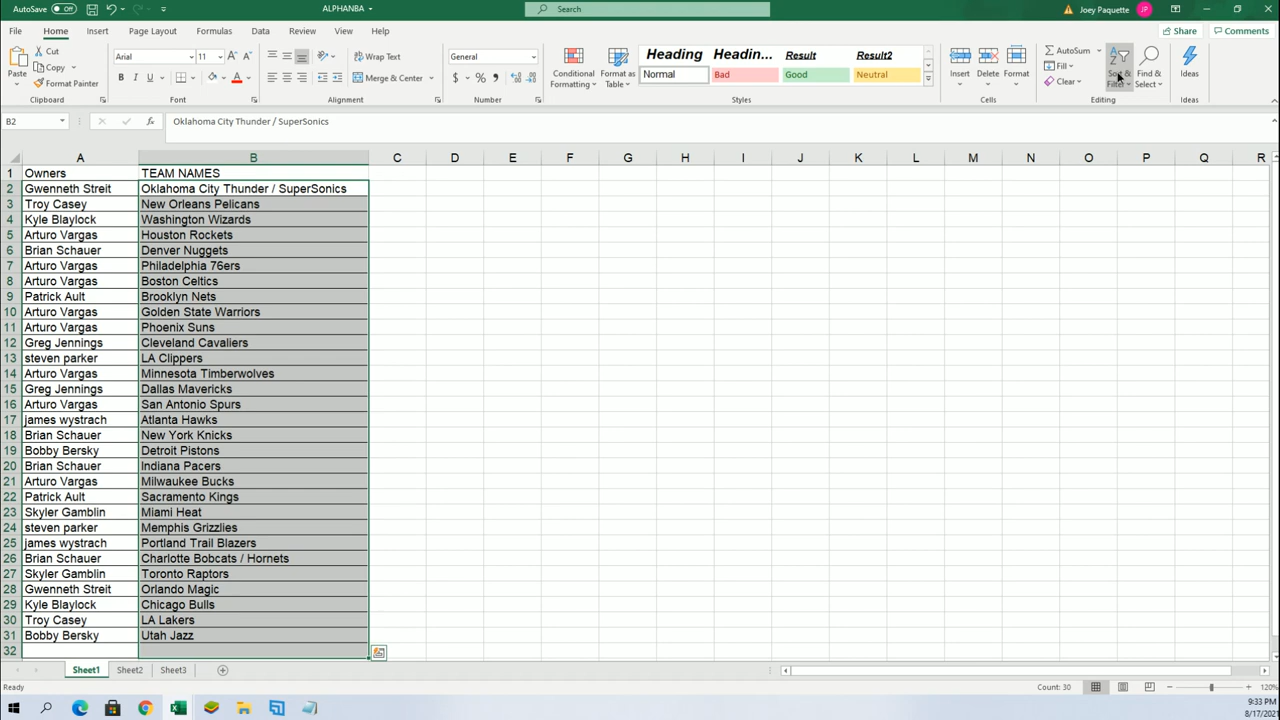 AutoSave Off ALPHANBA Search Joey Paquette JP
File Home Insert Page Layout Formulas Data Review View Help Share Comments
Paste Cut Copy Format Painter Clipboard
Arial 11 A A B I U A Font
ab Wrap Text Merge & Center Alignment
General $ % Number
Conditional Formatting Format as Table
Heading Headin... Result Result2
Normal Bad Good Neutral
Styles
Insert Delete Format Cells
AutoSum Fill Clear Sort & Filter Find & Select Editing
Ideas Ideas
B2 fx Oklahoma City Thunder / SuperSonics
A B C D E F G H I J K L M N O P Q R
1 Owners TEAM NAMES
2 Gwenneth Streit Oklahoma City Thunder / SuperSonics
3 Troy Casey New Orleans Pelicans
4 Kyle Blaylock Washington Wizards
5 Arturo Vargas Houston Rockets
6 Brian Schauer Denver Nuggets
7 Arturo Vargas Philadelphia 76ers
8 Arturo Vargas Boston Celtics
9 Patrick Ault Brooklyn Nets
10 Arturo Vargas Golden State Warriors
11 Arturo Vargas Phoenix Suns
12 Greg Jennings Cleveland Cavaliers
13 steven parker LA Clippers
14 Arturo Vargas Minnesota Timberwolves
15 Greg Jennings Dallas Mavericks
16 Arturo Vargas San Antonio Spurs
17 james wystrach Atlanta Hawks
18 Brian Schauer New York Knicks
19 Bobby Bersky Detroit Pistons
20 Brian Schauer Indiana Pacers
21 Arturo Vargas Milwaukee Bucks
22 Patrick Ault Sacramento Kings
23 Skyler Gamblin Miami Heat
24 steven parker Memphis Grizzlies
25 james wystrach Portland Trail Blazers
26 Brian Schauer Charlotte Bobcats / Hornets
27 Skyler Gamblin Toronto Raptors
28 Gwenneth Streit Orlando Magic
29 Kyle Blaylock Chicago Bulls
30 Troy Casey LA Lakers
31 Bobby Bersky Utah Jazz
32
Sheet1 Sheet2 Sheet3
Ready Count: 30 120%
9:33 PM